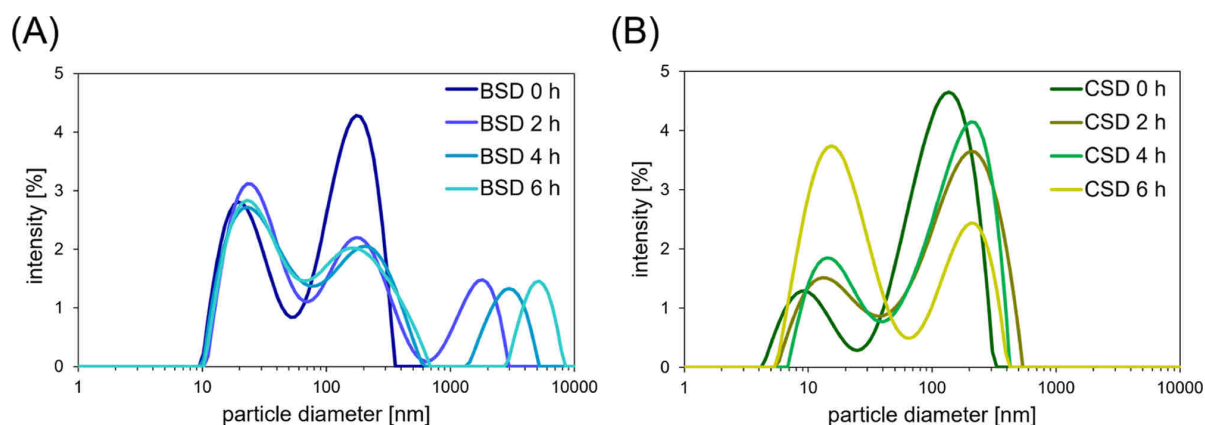 (A)
(B)
5
4
3
2
1
0
intensity [%]
BSD 0 h
BSD 2 h
BSD 4 h
BSD 6 h
1
10
100
1000
10000
particle diameter [nm]
5
4
3
2
1
0
intensity [%]
CSD 0 h
CSD 2 h
CSD 4 h
CSD 6 h
1
10
100
1000
10000
particle diameter [nm]